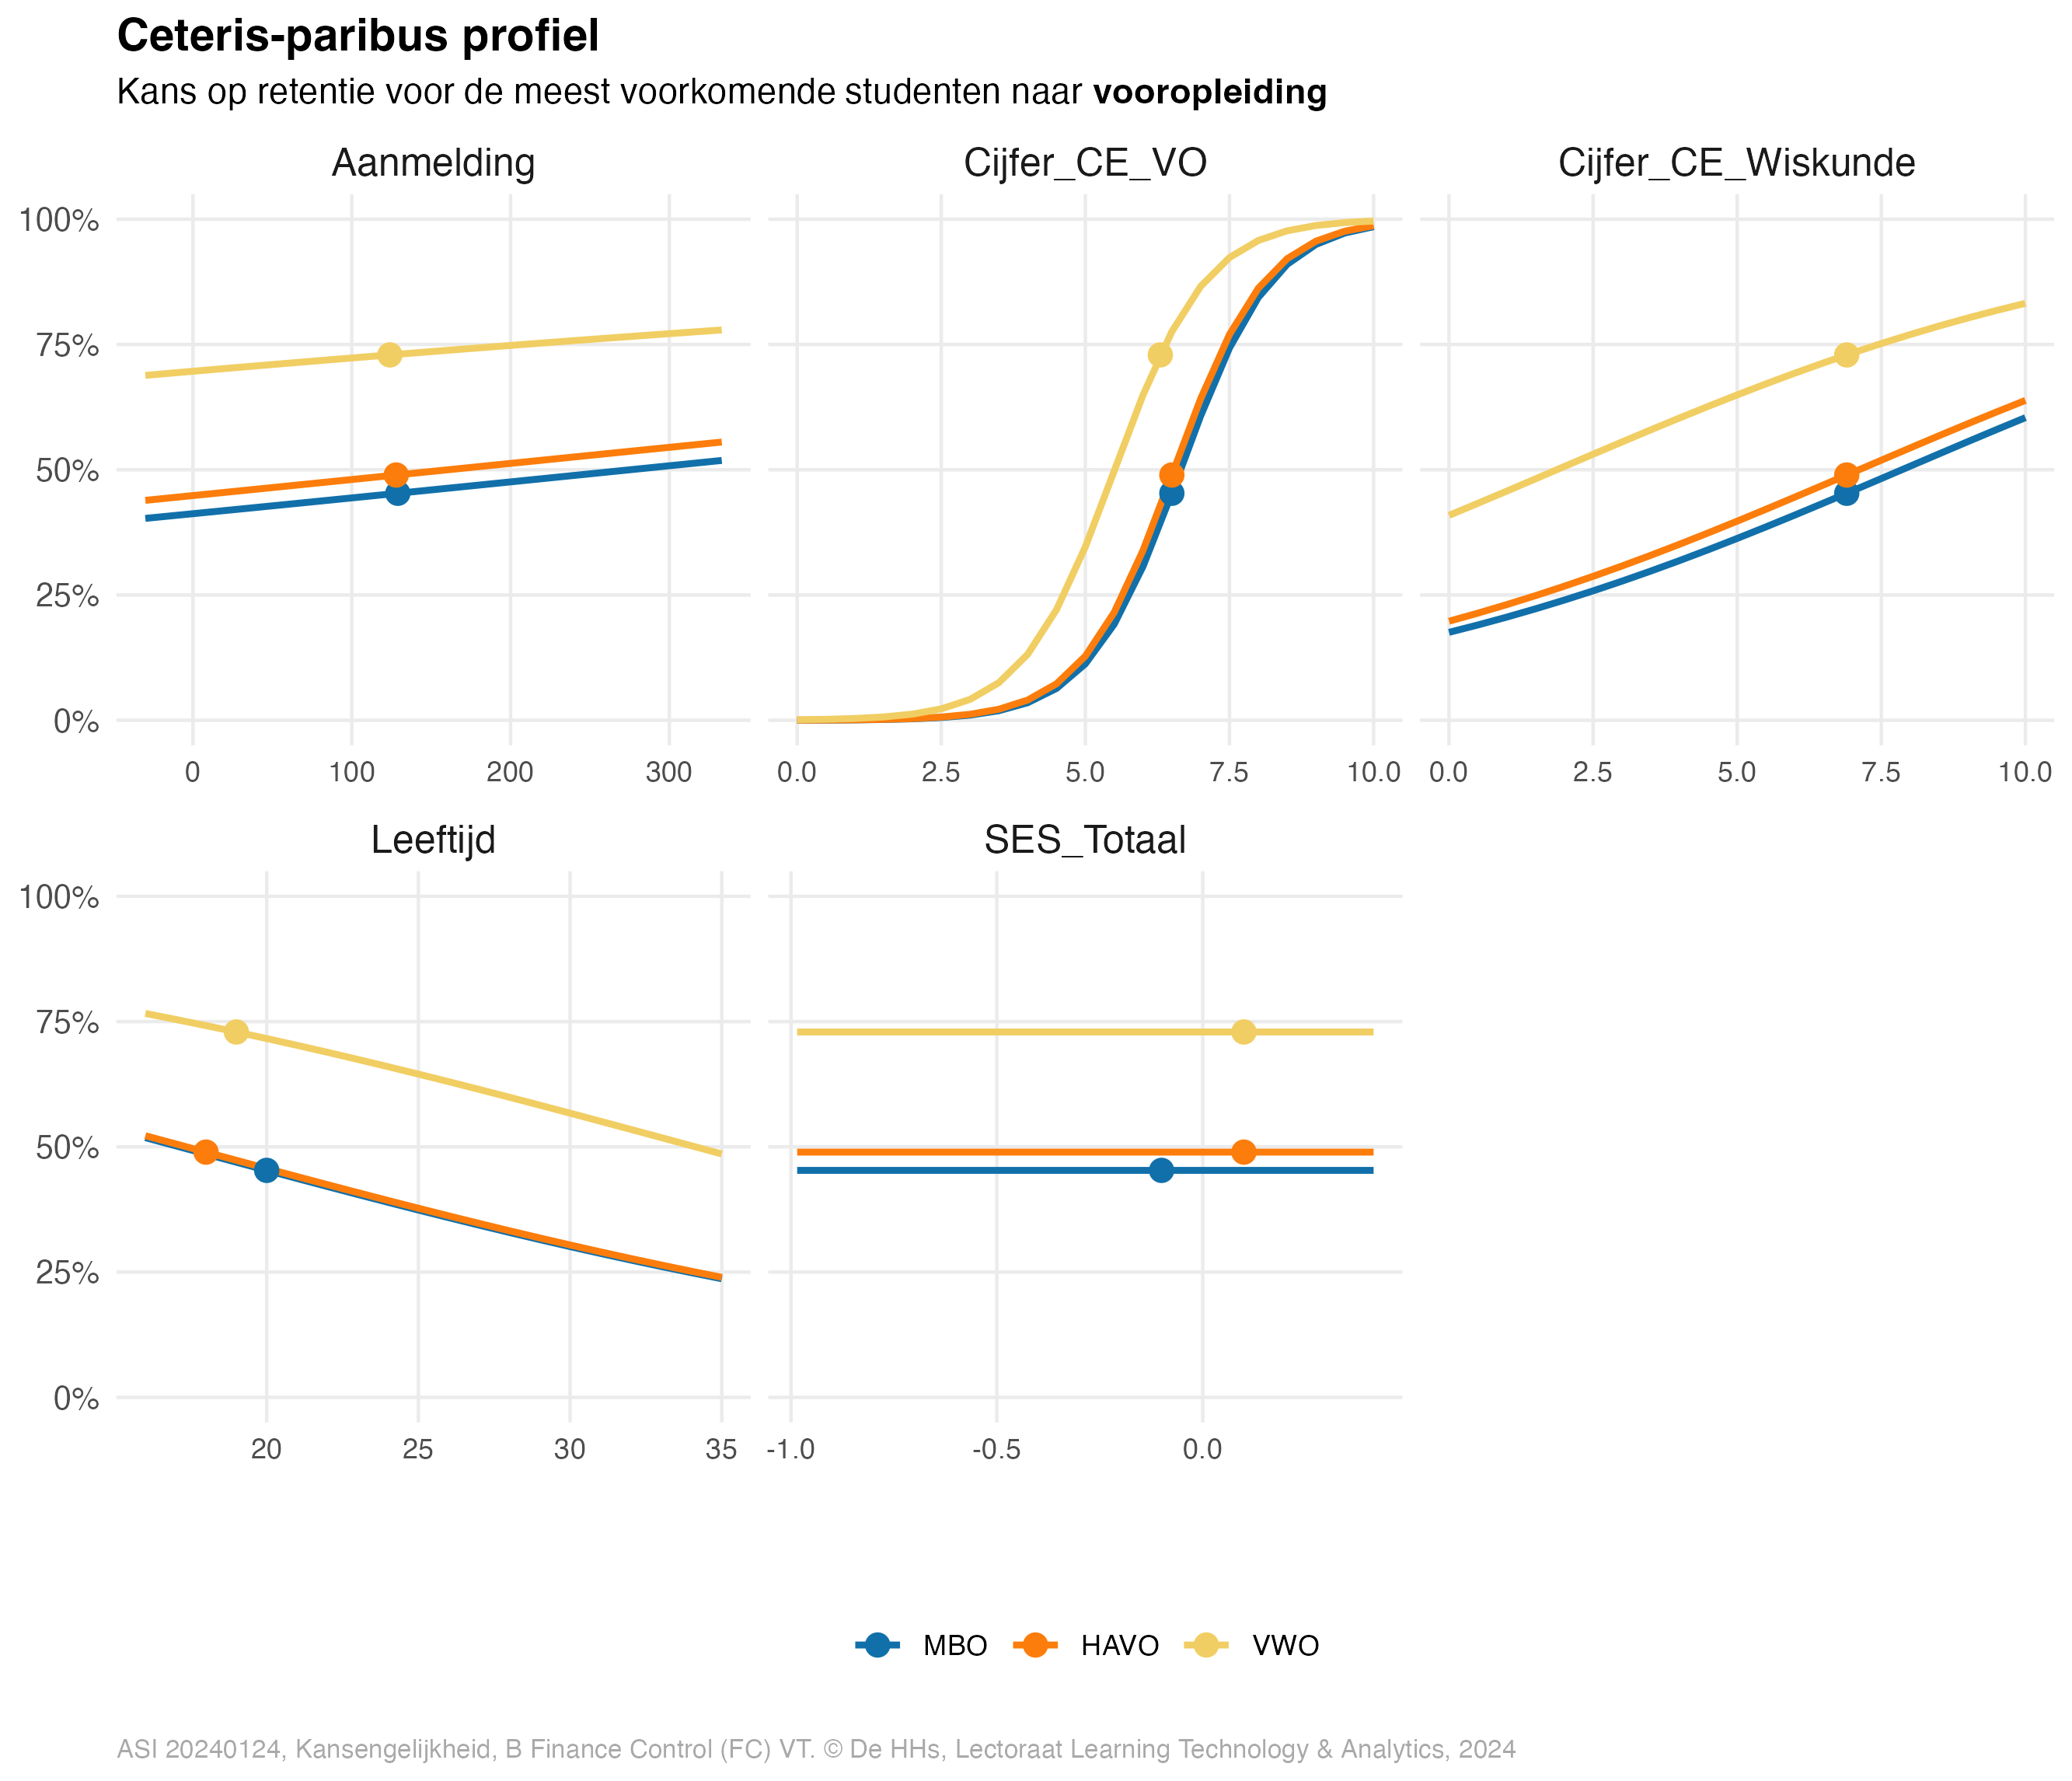 Ceteris-paribus profiel
Kans op retentie voor de meest voorkomende studenten naar vooropleiding
Aanmelding
Cijfer_CE_VO
Cijfer_CE_Wiskunde
100%
75%
50%
25%
0%
0 100 200 300
0.0 2.5 5.0 7.5 10.0
0.0 2.5 5.0 7.5 10.0
Leeftijd
SES_Totaal
100%
75%
50%
25%
0%
20 25 30 35
-1.0 -0.5 0.0
MBO HAVO VWO
ASI 20240124, Kansengelijkheid, B Finance Control (FC) VT. © De HHs, Lectoraat Learning Technology & Analytics, 2024